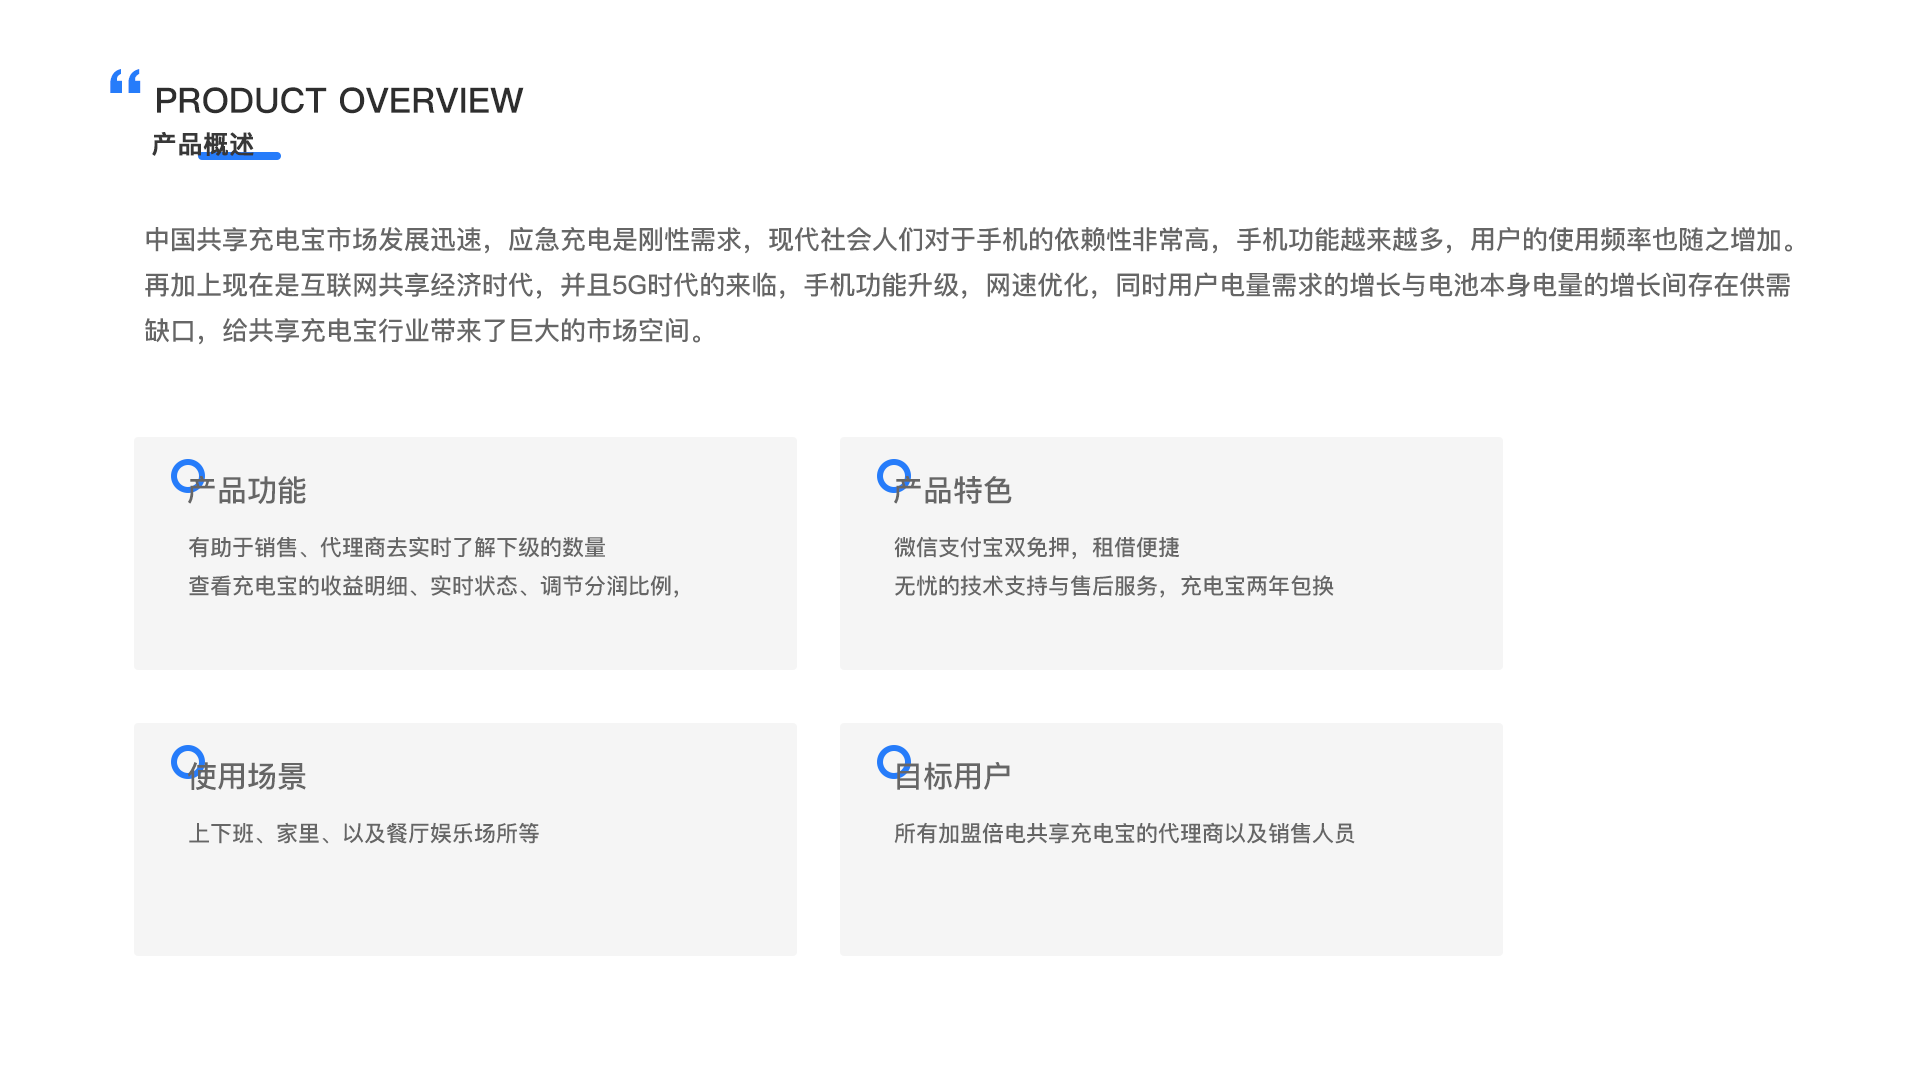 PRODUCT OVERVIEW
产品概述
中国共享充电宝市场发展迅速，应急充电是刚性需求，现代社会人们对于手机的依赖性非常高，手机功能越来越多，用户的使用频率也随之增加。
再加上现在是互联网共享经济时代，并且5G时代的来临，手机功能升级，网速优化，同时用户电量需求的增长与电池本身电量的增长间存在供需
缺口，给共享充电宝行业带来了巨大的市场空间。
产品功能
有助于销售、代理商去实时了解下级的数量
查看充电宝的收益明细、实时状态、调节分润比例，
产品特色
微信支付宝双免押，租借便捷
无忧的技术支持与售后服务，充电宝两年包换
使用场景
上下班、家里、以及餐厅娱乐场所等
目标用户
所有加盟倍电共享充电宝的代理商以及销售人员